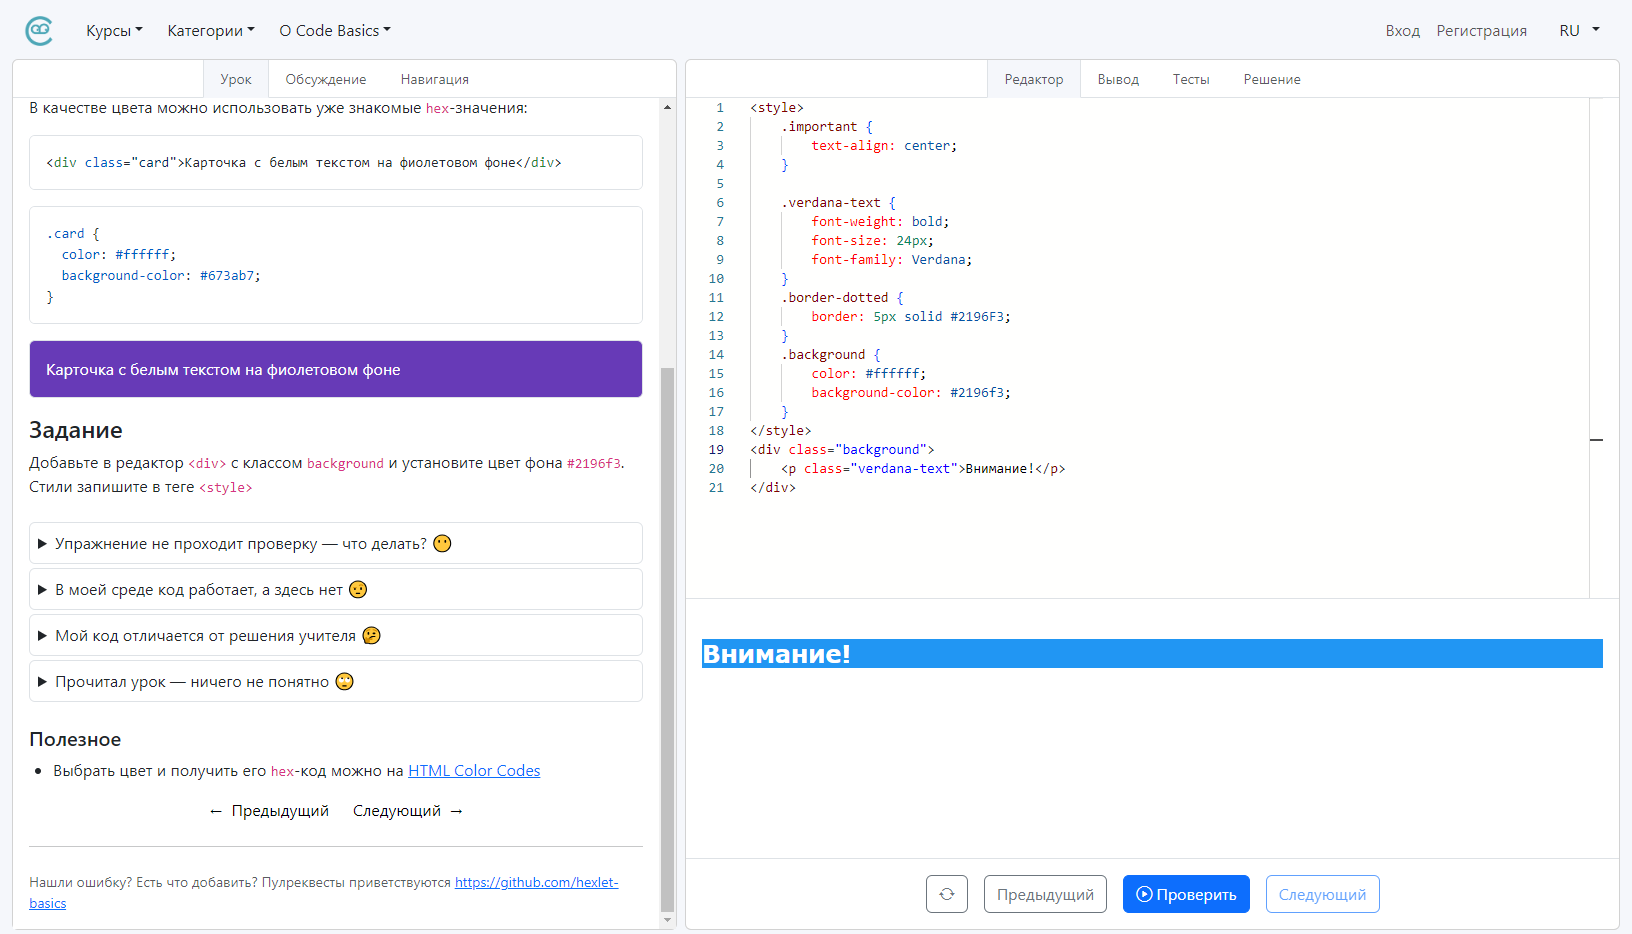 Курсы Категории О Code Basics Вход Регистрация RU
Урок Обсуждение Навигация
В качестве цвета можно использовать уже знакомые hex-значения:
<div class="card">Карточка с белым текстом на фиолетовом фоне</div>
.card {
  color: #ffffff;
  background-color: #673ab7;
}
Карточка с белым текстом на фиолетовом фоне
Задание
Добавьте в редактор <div> с классом background и установите цвет фона #2196f3.
Стили запишите в теге <style>
Упражнение не проходит проверку — что делать? 😶
В моей среде код работает, а здесь нет 🤨
Мой код отличается от решения учителя 🤔
Прочитал урок — ничего не понятно 🙄
Полезное
• Выбрать цвет и получить его hex-код можно на HTML Color Codes
← Предыдущий Следующий →
Нашли ошибку? Есть что добавить? Пулреквесты приветствуются https://github.com/hexlet-
basics
Редактор Вывод Тесты Решение
1 <style>
2     .important {
3         text-align: center;
4     }
5
6     .verdana-text {
7         font-weight: bold;
8         font-size: 24px;
9         font-family: Verdana;
10     }
11     .border-dotted {
12         border: 5px solid #2196F3;
13     }
14     .background {
15         color: #ffffff;
16         background-color: #2196f3;
17     }
18 </style>
19 <div class="background">
20     <p class="verdana-text">Внимание!</p>
21 </div>
Внимание!
Предыдущий Проверить Следующий